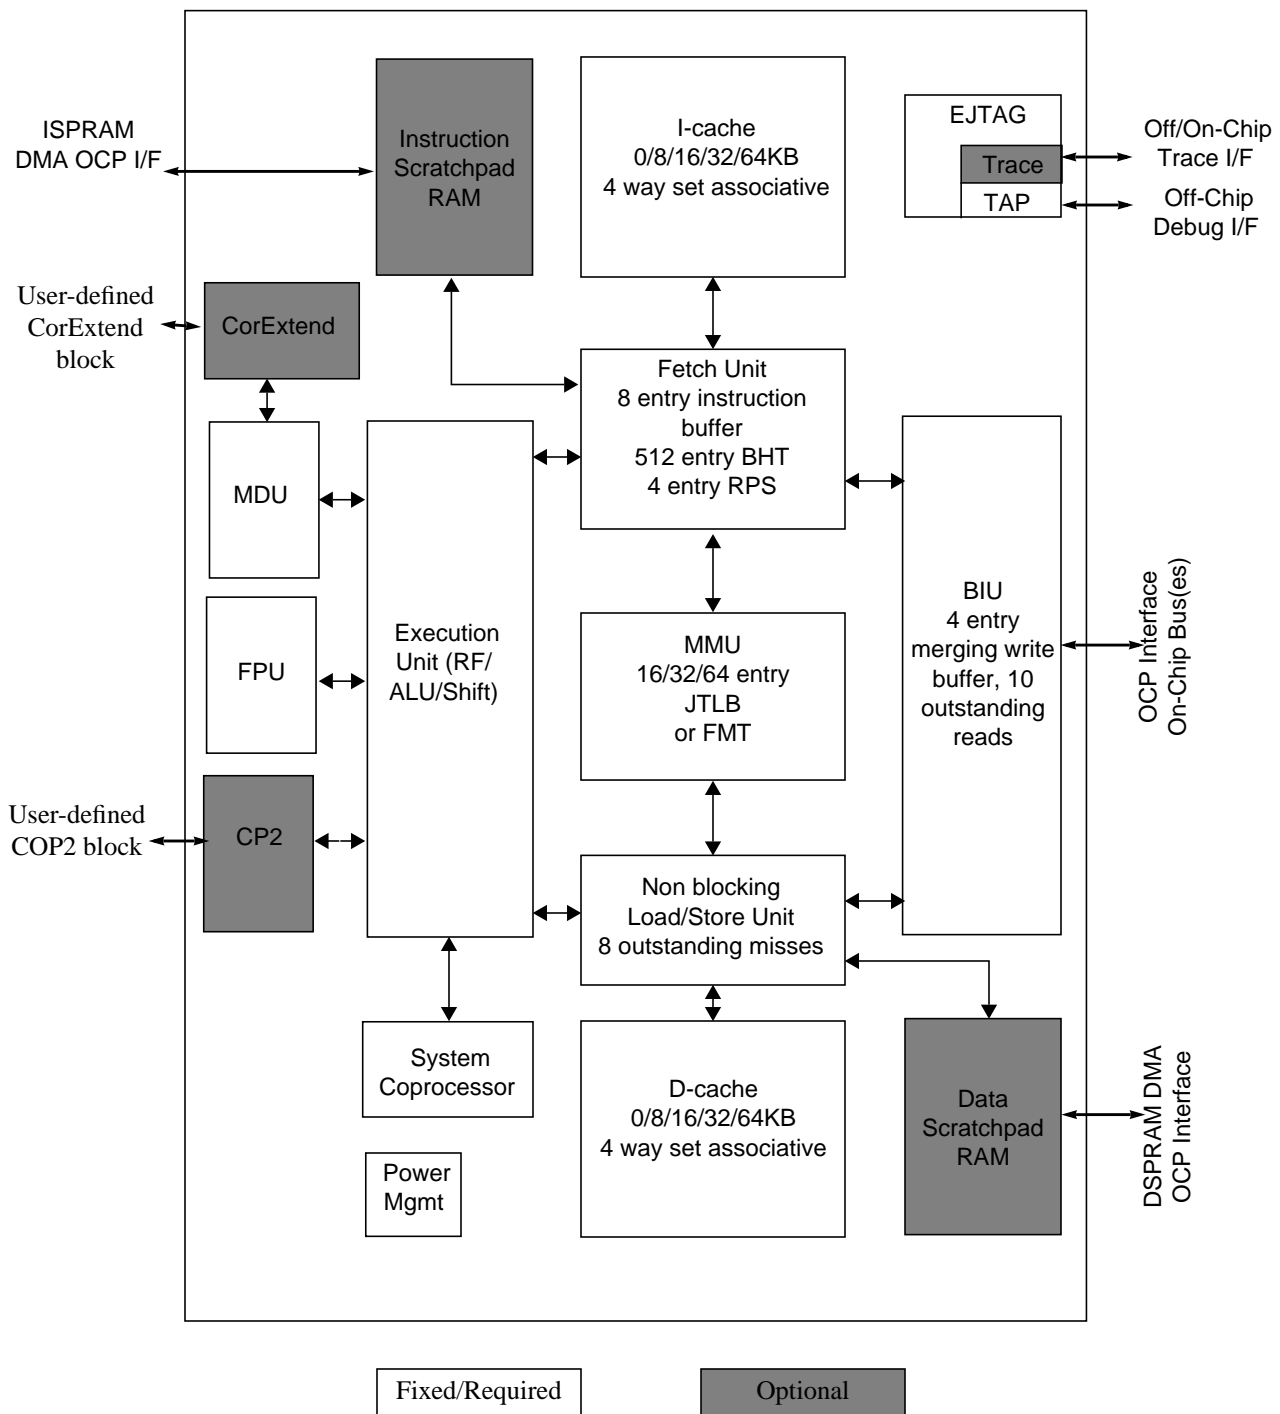 ISPRAM
DMA OCP I/F
Instruction
Scratchpad
RAM
I-cache
0/8/16/32/64KB
4 way set associative
EJTAG
Trace
TAP
Off/On-Chip
Trace I/F
Off-Chip
Debug I/F
User-defined
CorExtend
block
CorExtend
Fetch Unit
8 entry instruction
buffer
512 entry BHT
4 entry RPS
MDU
Execution
Unit (RF/
ALU/Shift)
BIU
4 entry
merging write
buffer, 10
outstanding
reads
OCP Interface
On-Chip Bus(es)
FPU
MMU
16/32/64 entry
JTLB
or FMT
User-defined
COP2 block
CP2
Non blocking
Load/Store Unit
8 outstanding misses
System
Coprocessor
D-cache
0/8/16/32/64KB
4 way set associative
Data
Scratchpad
RAM
DSPRAM DMA
OCP Interface
Power
Mgmt
Fixed/Required
Optional